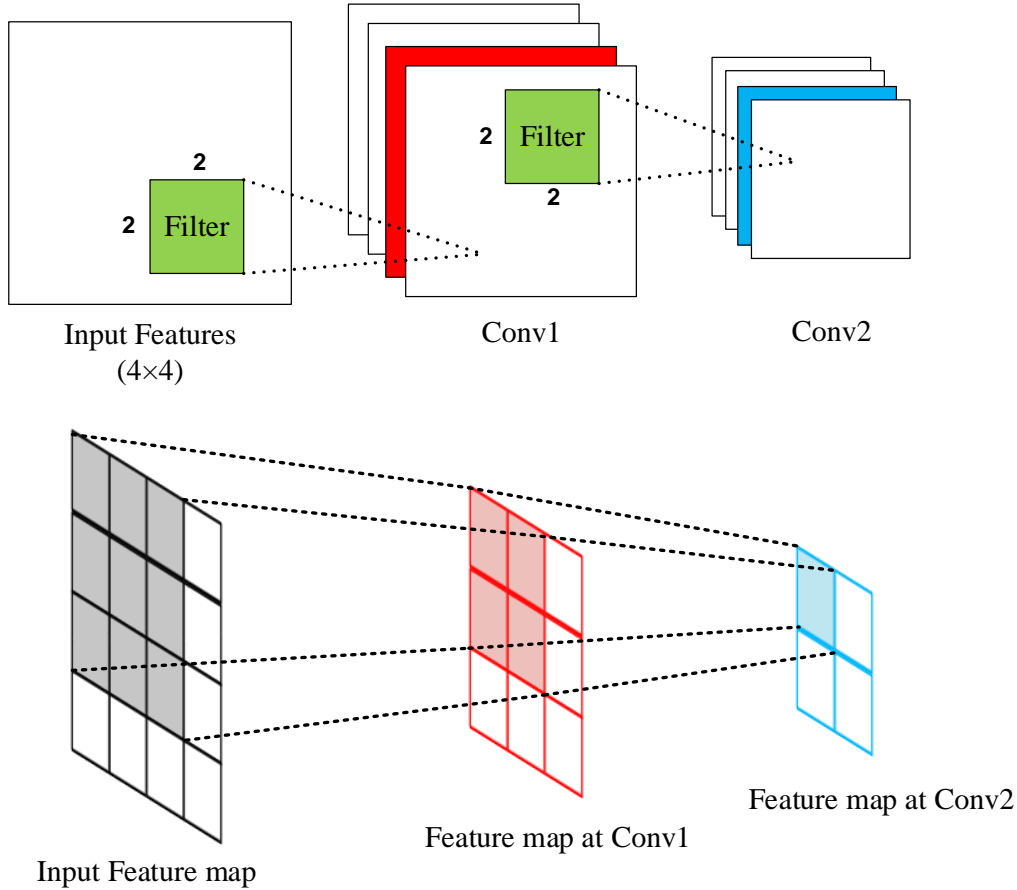 2
2
Filter
2
Filter
2
Input Features
(4×4)
Conv1
Conv2
Input Feature map
Feature map at Conv1
Feature map at Conv2